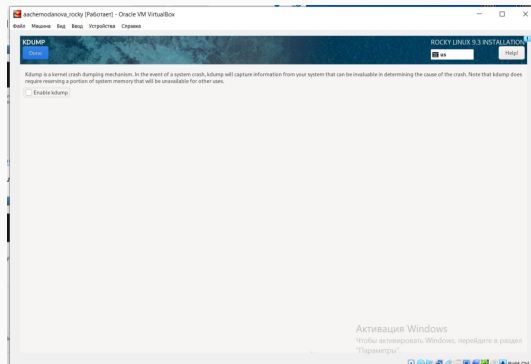 aachemodanova_rocky [Работает] - Oracle VM VirtualBox
Файл Машина Вид Ввод Устройства Справка
KDUMP
Done
ROCKY LINUX 9.3 INSTALLATION
us
Help!
Kdump is a kernel crash dumping mechanism. In the event of a system crash, kdump will capture information from your system that can be invaluable in determining the cause of the crash. Note that kdump does
require reserving a portion of system memory that will be unavailable for other uses.
Enable kdump
Активация Windows
Чтобы активировать Windows, перейдите в раздел
"Параметры".
Right Ctrl